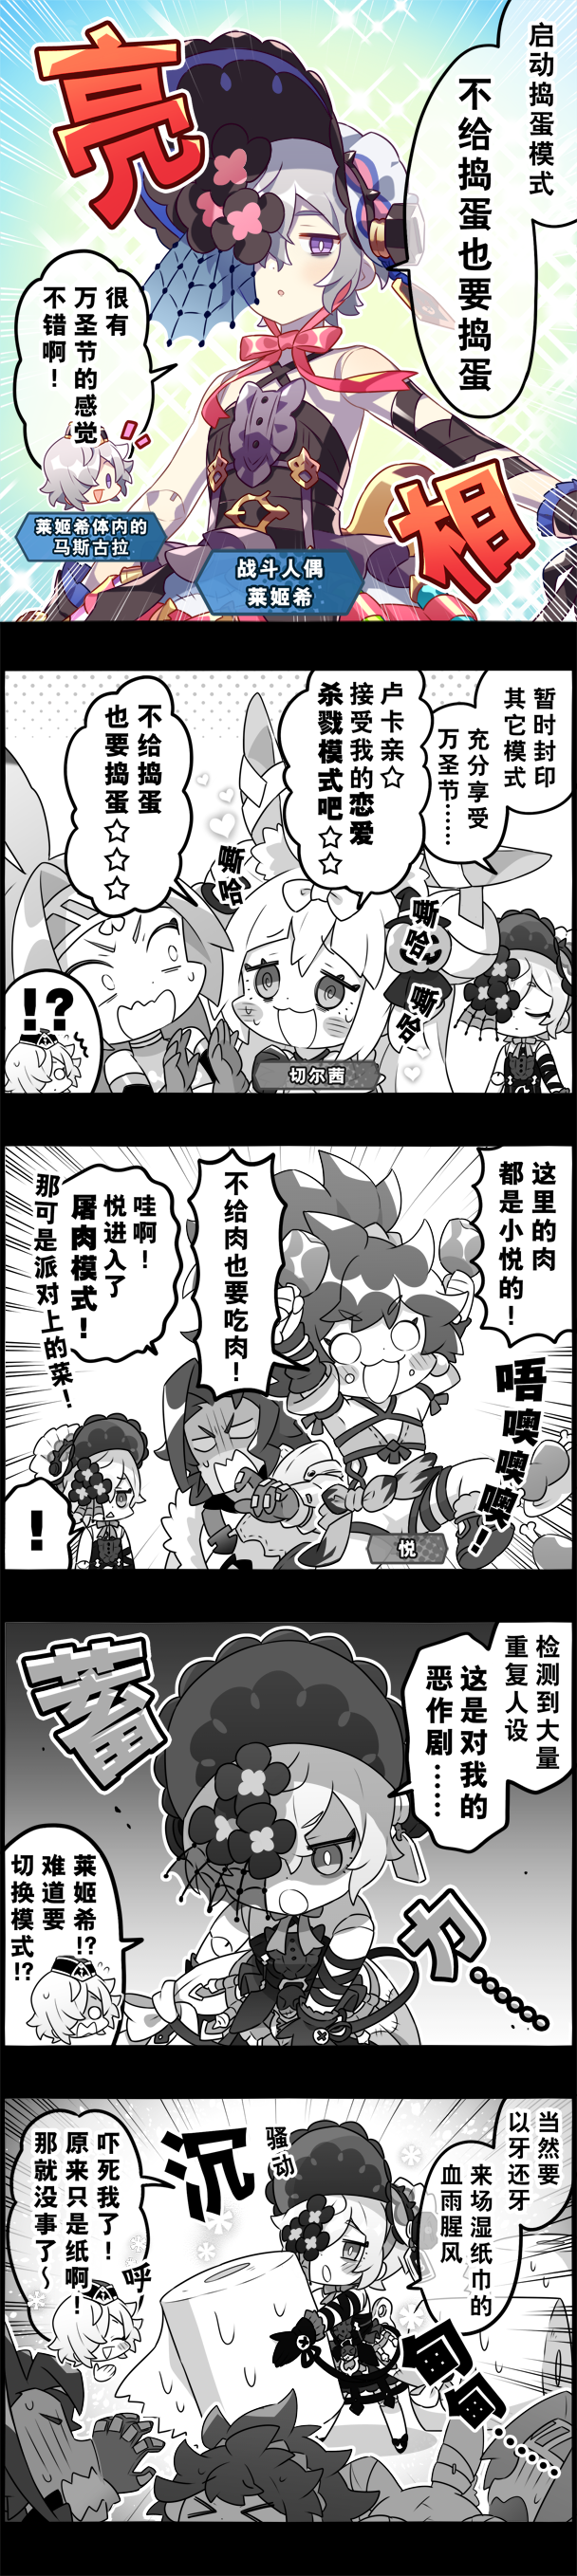 启动捣蛋模式
不给捣蛋也要捣蛋
亮
相
很有
万圣节的感觉
不错啊！
莱姬希体内的
马斯古拉
战斗人偶
莱姬希
暂时封印
其它模式
充分享受
万圣节……
卢卡亲☆
接受我的恋爱
杀戮模式吧☆☆
不给捣蛋
也要捣蛋☆☆☆
嘶哈
嘶哈
嘶哈
!?
切尔茜
这里的肉
都是小悦的！
唔噢噢噢！
不给肉也要吃肉！
哇啊！
悦进入了
屠肉模式！
那可是派对上的菜！
！
悦
检测到大量
重复人设
这是对我的
恶作剧……
蓄
力……
莱姬希!?
难道要
切换模式!?
当然要
以牙还牙
来场湿纸巾的
血雨腥风
骚动
沉
甸甸……
吓死我了！
原来只是纸啊！
那就没事了～
呼